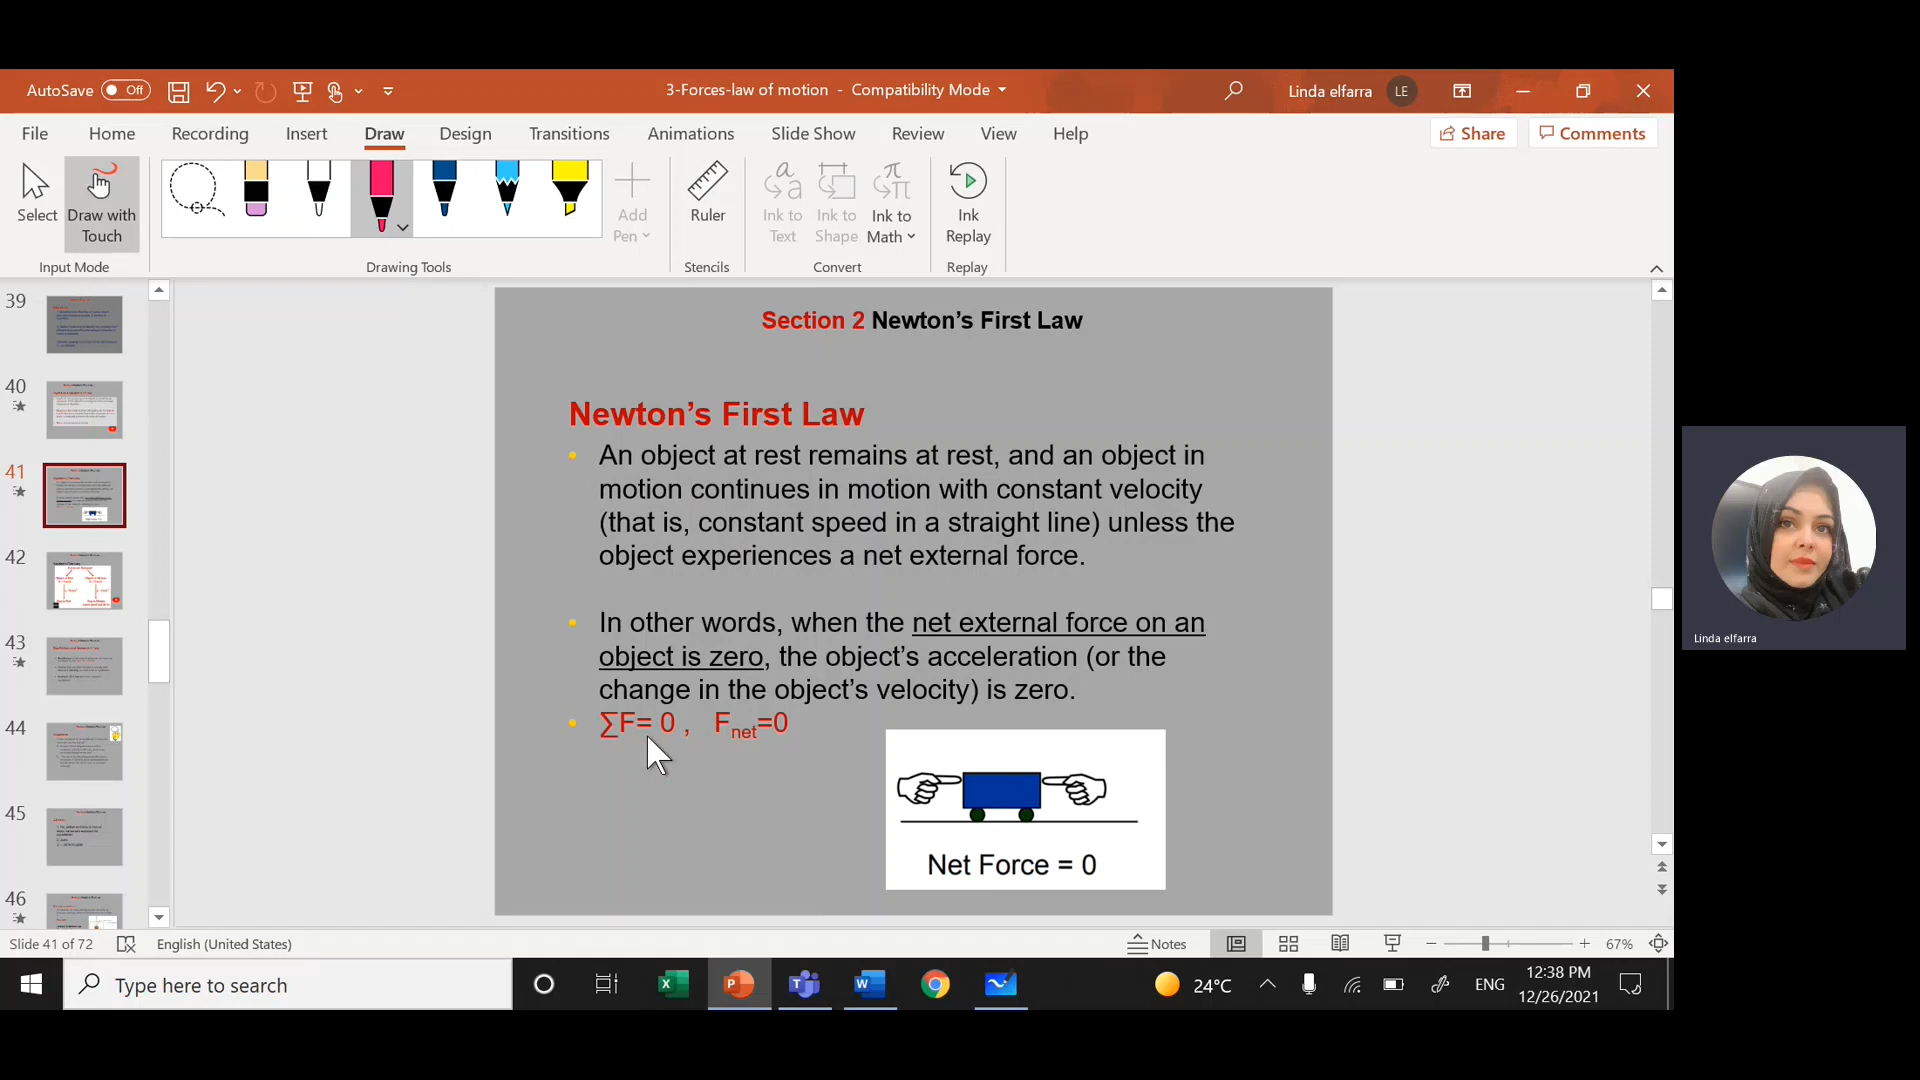 AutoSave Off
3-Forces-law of motion - Compatibility Mode
Linda elfarra LE
File Home Recording Insert Draw Design Transitions Animations Slide Show Review View Help
Share Comments
Select
Draw with
Touch
Input Mode
Drawing Tools
Add
Pen
Ruler
Stencils
Ink to
Text
Ink to
Shape
Ink to
Math
Convert
Ink
Replay
Replay
39
40
41
42
43
44
45
46
Section 2 Newton's First Law
Newton's First Law
• An object at rest remains at rest, and an object in
motion continues in motion with constant velocity
(that is, constant speed in a straight line) unless the
object experiences a net external force.
• In other words, when the net external force on an
object is zero, the object's acceleration (or the
change in the object's velocity) is zero.
• ∑F= 0 , Fnet=0
Net Force = 0
Linda elfarra
Slide 41 of 72 English (United States) Notes 67%
Type here to search
24°C ENG
12:38 PM
12/26/2021